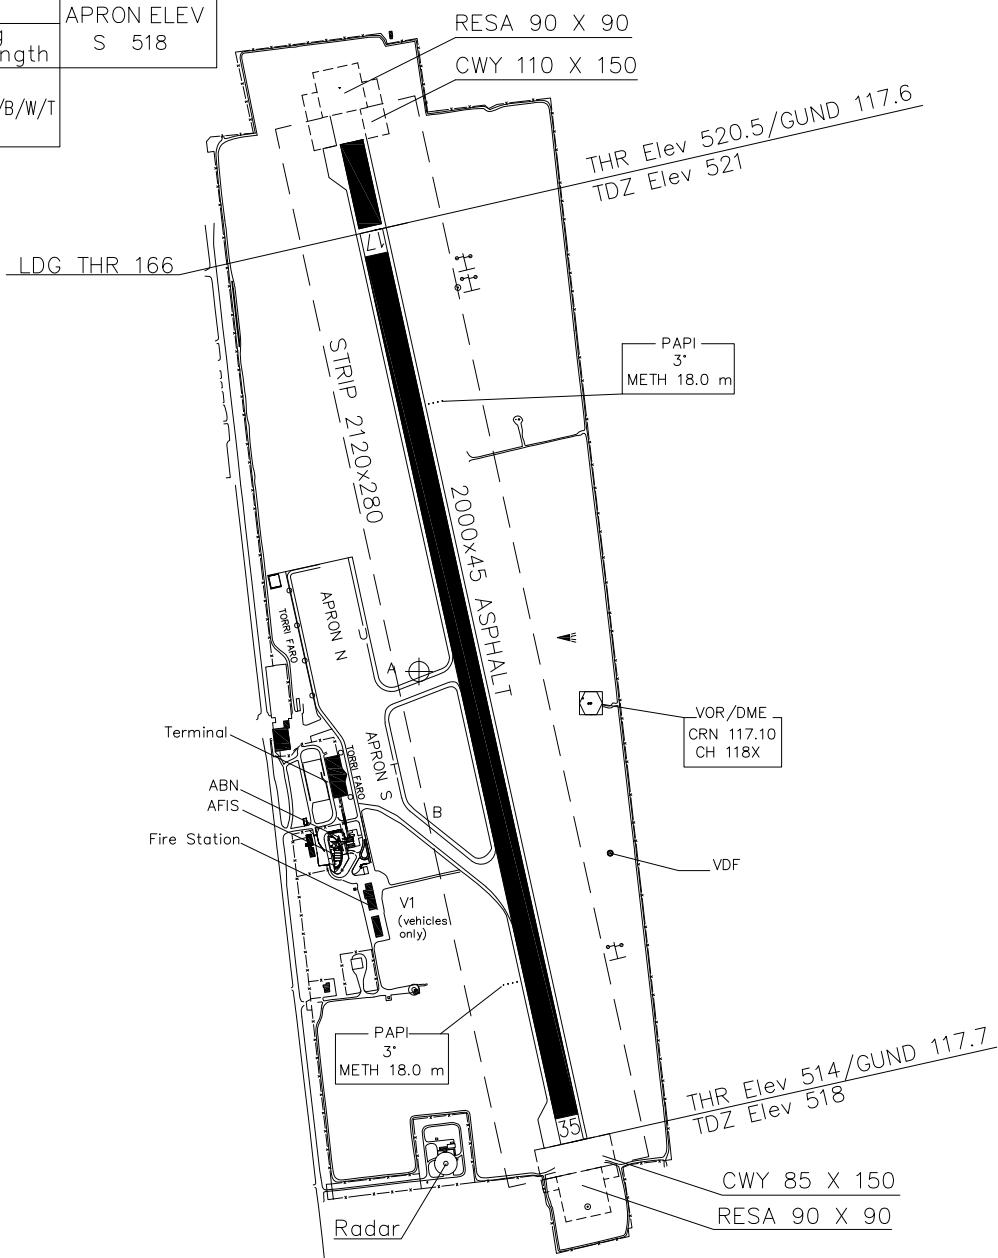 APRON ELEV
S 518
ngth
/B/W/T
RESA 90 X 90
CWY 110 X 150
THR Elev 520.5/GUND 117.6
TDZ Elev 521
LDG THR 166
17
STRIP 2120x280
PAPI
3°
METH 18.0 m
2000x45 ASPHALT
APRON N
TORRI FARO
A
VOR/DME
CRN 117.10
CH 118X
Terminal
APRON S
TORRI FARO
ABN
AFIS
B
Fire Station
VDF
V1
(vehicles
only)
PAPI
3°
METH 18.0 m
THR Elev 514/GUND 117.7
TDZ Elev 518
35
CWY 85 X 150
RESA 90 X 90
Radar